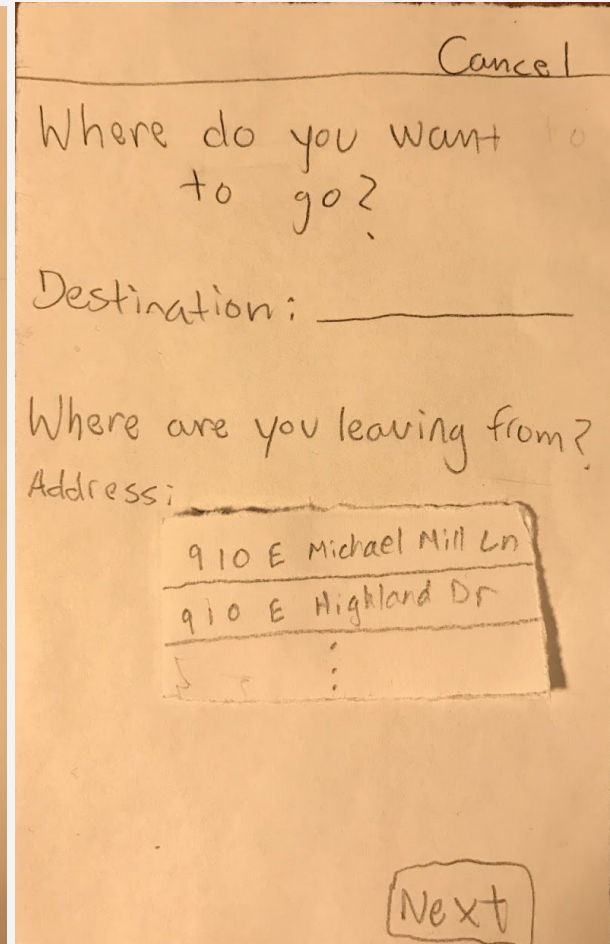 Cancel
Where do you want
to go?
Destination:
Where are you leaving from?
Address:
910 E Michael Mill Ln
910 E Highland Dr
Next